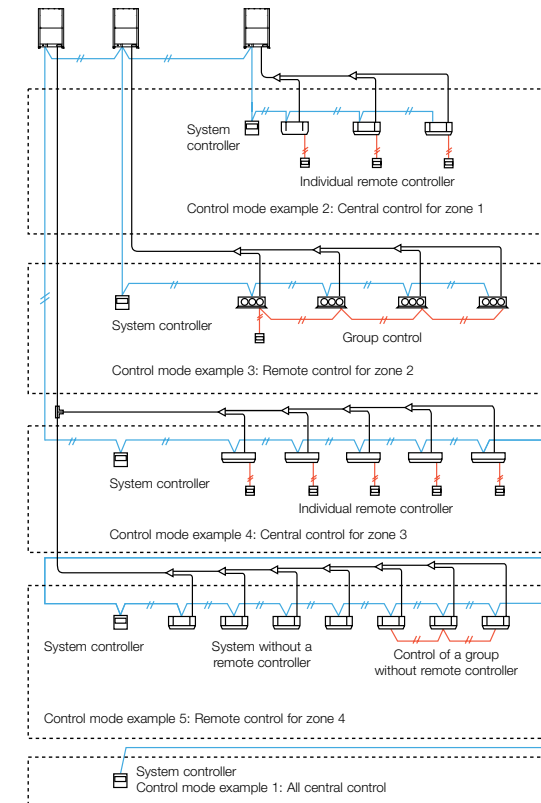 System
controller
Individual remote controller
Control mode example 2: Central control for zone 1
System controller
Group control
Control mode example 3: Remote control for zone 2
System controller
Individual remote controller
Control mode example 4: Central control for zone 3
System controller
System without a
remote controller
Control of a group
without remote controller
Control mode example 5: Remote control for zone 4
System controller
Control mode example 1: All central control